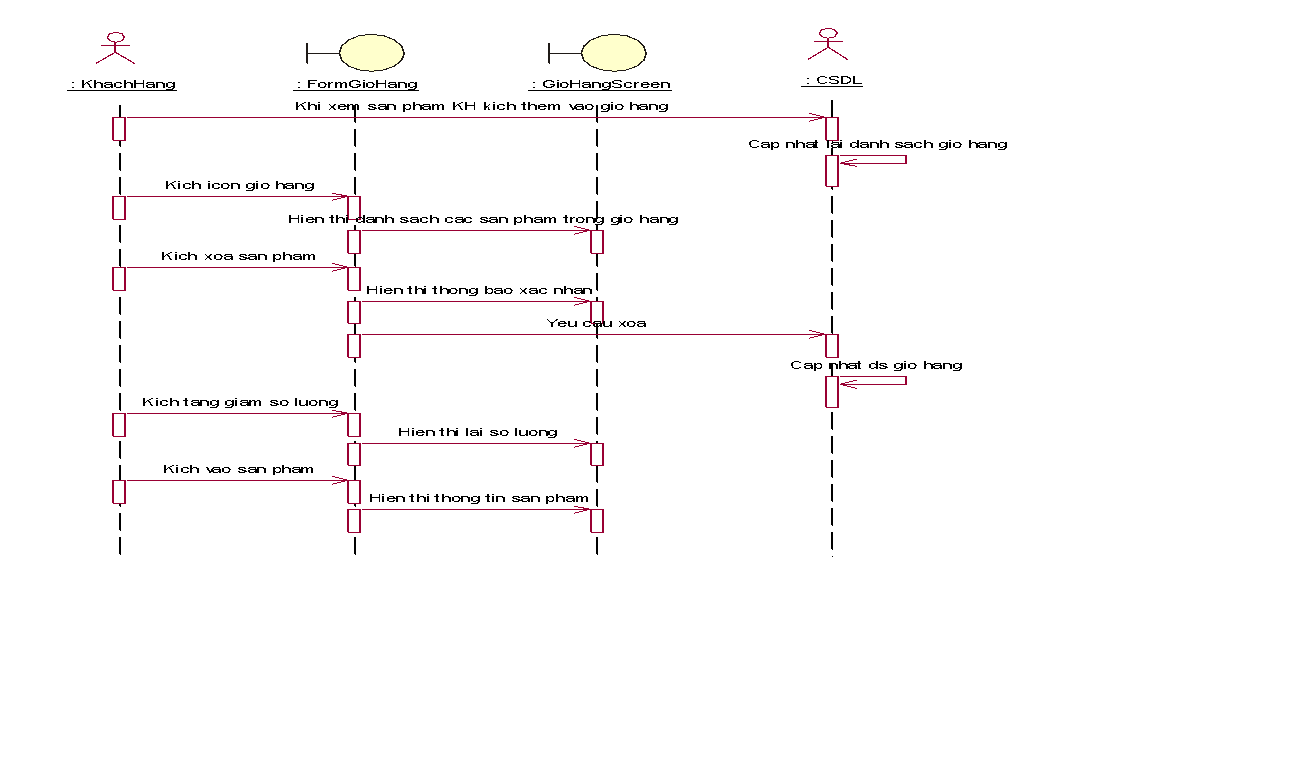 : KhachHang
: FormGioHang
: GioHangScreen
: CSDL
Khi xem san pham KH kich them vao gio hang
Cap nhat lai danh sach gio hang
Kich icon gio hang
Hien thi danh sach cac san pham trong gio hang
Kich xoa san pham
Hien thi thong bao xac nhan
Yeu cau xoa
Cap nhat ds gio hang
Kich tang giam so luong
Hien thi lai so luong
Kich vao san pham
Hien thi thong tin san pham